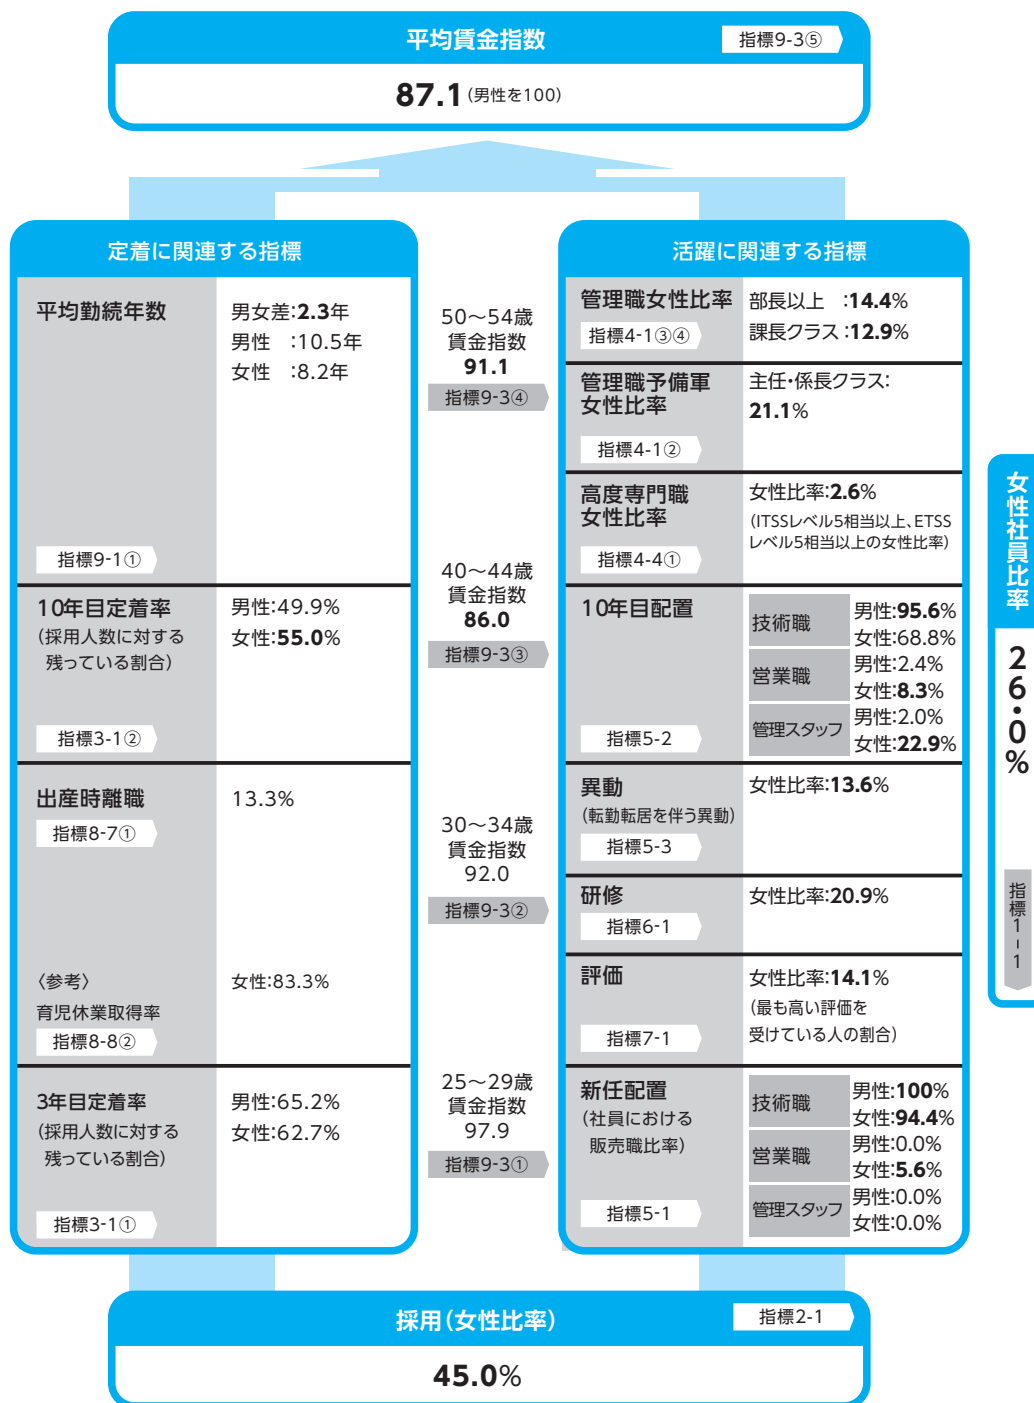 平均賃金指数
指標9-3⑤
87.1(男性を100)
定着に関連する指標
平均勤続年数
男女差:2.3年
男性　:10.5年
女性　:8.2年
指標9-1①
10年目定着率
(採用人数に対する
残っている割合)
男性:49.9%
女性:55.0%
指標3-1②
出産時離職
13.3%
指標8-7①
〈参考〉
育児休業取得率
女性:83.3%
指標8-8②
3年目定着率
(採用人数に対する
残っている割合)
男性:65.2%
女性:62.7%
指標3-1①
50～54歳
賃金指数
91.1
指標9-3④
40～44歳
賃金指数
86.0
指標9-3③
30～34歳
賃金指数
92.0
指標9-3②
25～29歳
賃金指数
97.9
指標9-3①
活躍に関連する指標
管理職女性比率
指標4-1③④
部長以上　:14.4%
課長クラス:12.9%
管理職予備軍
女性比率
指標4-1②
主任・係長クラス:
21.1%
高度専門職
女性比率
指標4-4①
女性比率:2.6%
(ITSSレベル5相当以上、ETSS
レベル5相当以上の女性比率)
10年目配置
指標5-2
技術職
男性:95.6%
女性:68.8%
営業職
男性:2.4%
女性:8.3%
管理スタッフ
男性:2.0%
女性:22.9%
異動
(転勤転居を伴う異動)
指標5-3
女性比率:13.6%
研修
指標6-1
女性比率:20.9%
評価
指標7-1
女性比率:14.1%
(最も高い評価を
受けている人の割合)
新任配置
(社員における
販売職比率)
指標5-1
技術職
男性:100%
女性:94.4%
営業職
男性:0.0%
女性:5.6%
管理スタッフ
男性:0.0%
女性:0.0%
女性社員比率
26・0%
指標1-1
採用(女性比率)
指標2-1
45.0%